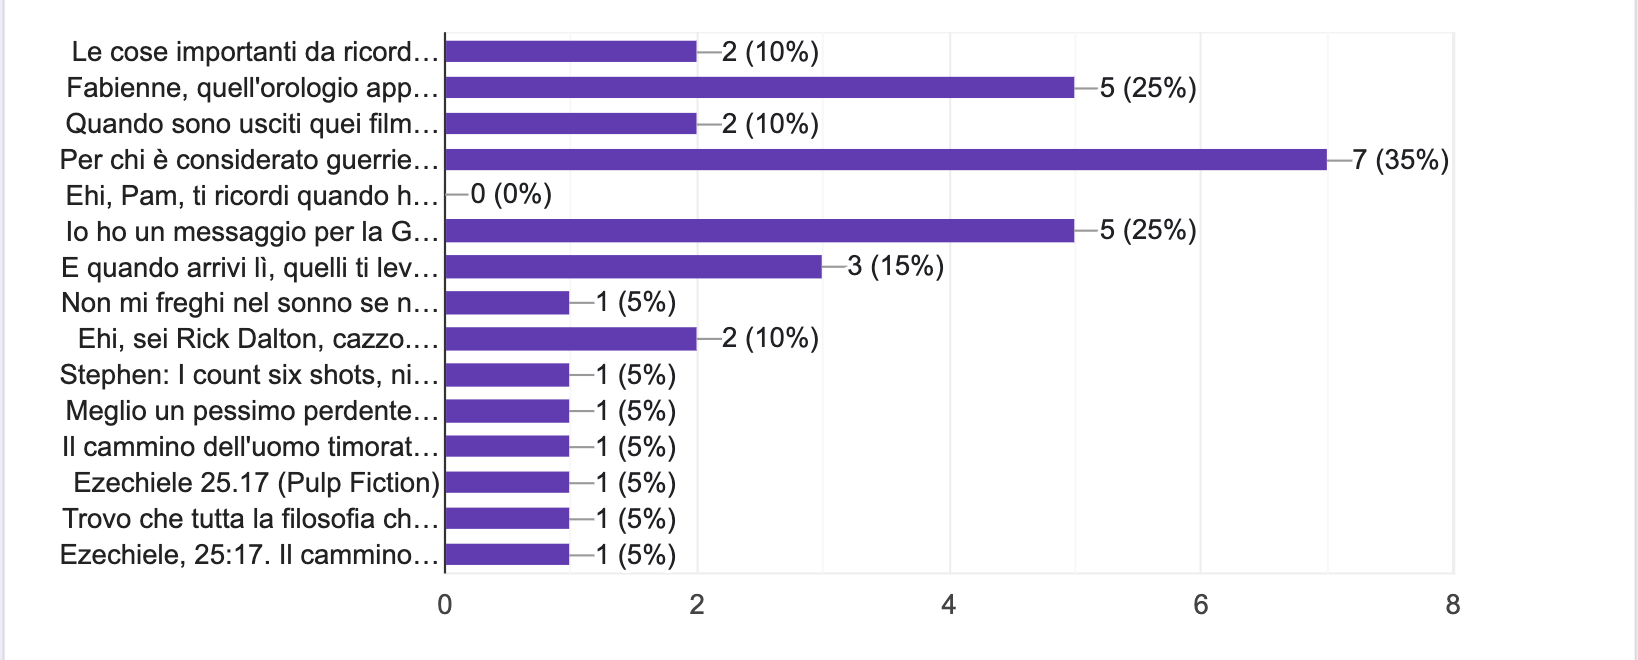 Le cose importanti da ricord… 2 (10%)
Fabienne, quell'orologio app… 5 (25%)
Quando sono usciti quei film… 2 (10%)
Per chi è considerato guerrie… 7 (35%)
Ehi, Pam, ti ricordi quando h… 0 (0%)
Io ho un messaggio per la G… 5 (25%)
E quando arrivi lì, quelli ti lev… 3 (15%)
Non mi freghi nel sonno se n… 1 (5%)
Ehi, sei Rick Dalton, cazzo.… 2 (10%)
Stephen: I count six shots, ni… 1 (5%)
Meglio un pessimo perdente… 1 (5%)
Il cammino dell'uomo timorat… 1 (5%)
Ezechiele 25.17 (Pulp Fiction) 1 (5%)
Trovo che tutta la filosofia ch… 1 (5%)
Ezechiele, 25:17. Il cammino… 1 (5%)
0 2 4 6 8